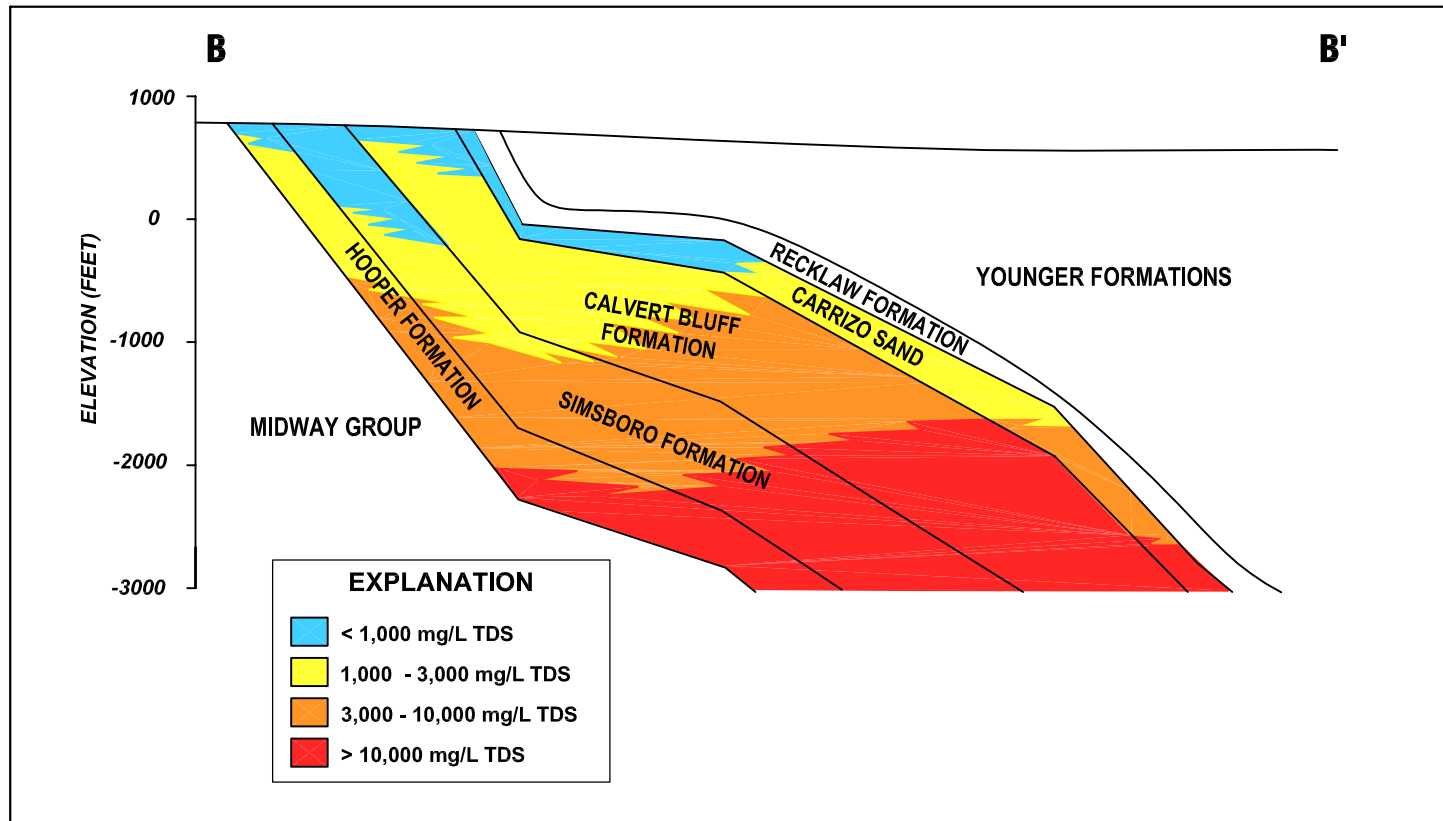 B
B'
1000
0
-1000
-2000
-3000
ELEVATION (FEET)
HOOPER FORMATION
MIDWAY GROUP
CALVERT BLUFF
FORMATION
SIMSBORO FORMATION
RECKLAW FORMATION
CARRIZO SAND
YOUNGER FORMATIONS
EXPLANATION
< 1,000 mg/L TDS
1,000 - 3,000 mg/L TDS
3,000 - 10,000 mg/L TDS
> 10,000 mg/L TDS